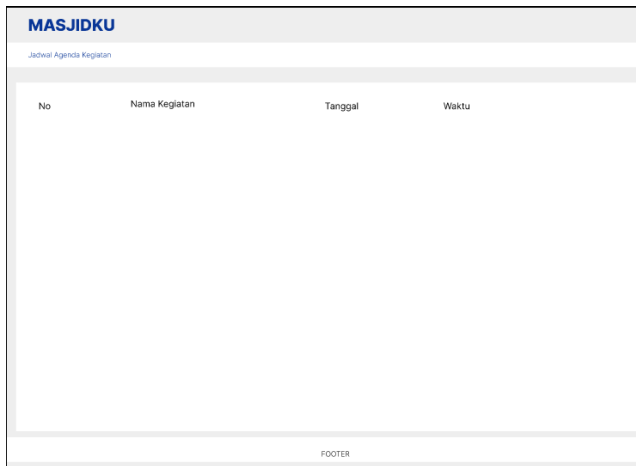 MASJIDKU
Jadwal Agenda Kegiatan
No Nama Kegiatan Tanggal Waktu
FOOTER